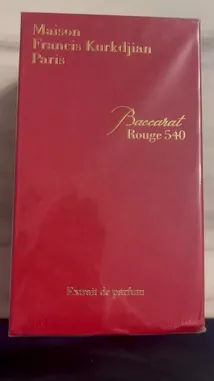 Maison
Francis Kurkdjian
Paris
Baccarat
Rouge 540
Extrait de parfum